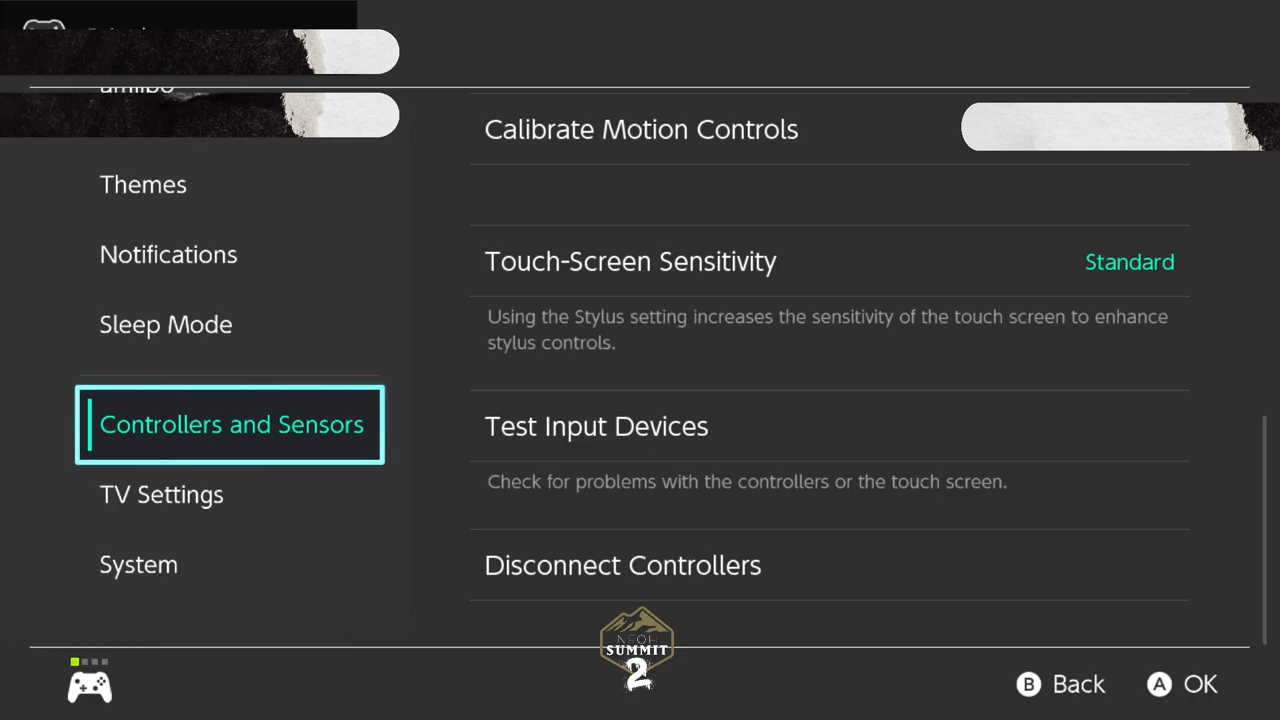 amiibo
Calibrate Motion Controls
Themes
Notifications
Touch-Screen Sensitivity
Standard
Sleep Mode
Using the Stylus setting increases the sensitivity of the touch screen to enhance
stylus controls.
Controllers and Sensors
Test Input Devices
TV Settings
Check for problems with the controllers or the touch screen.
System
Disconnect Controllers
NEOH
SUMMIT
2
B Back
A OK